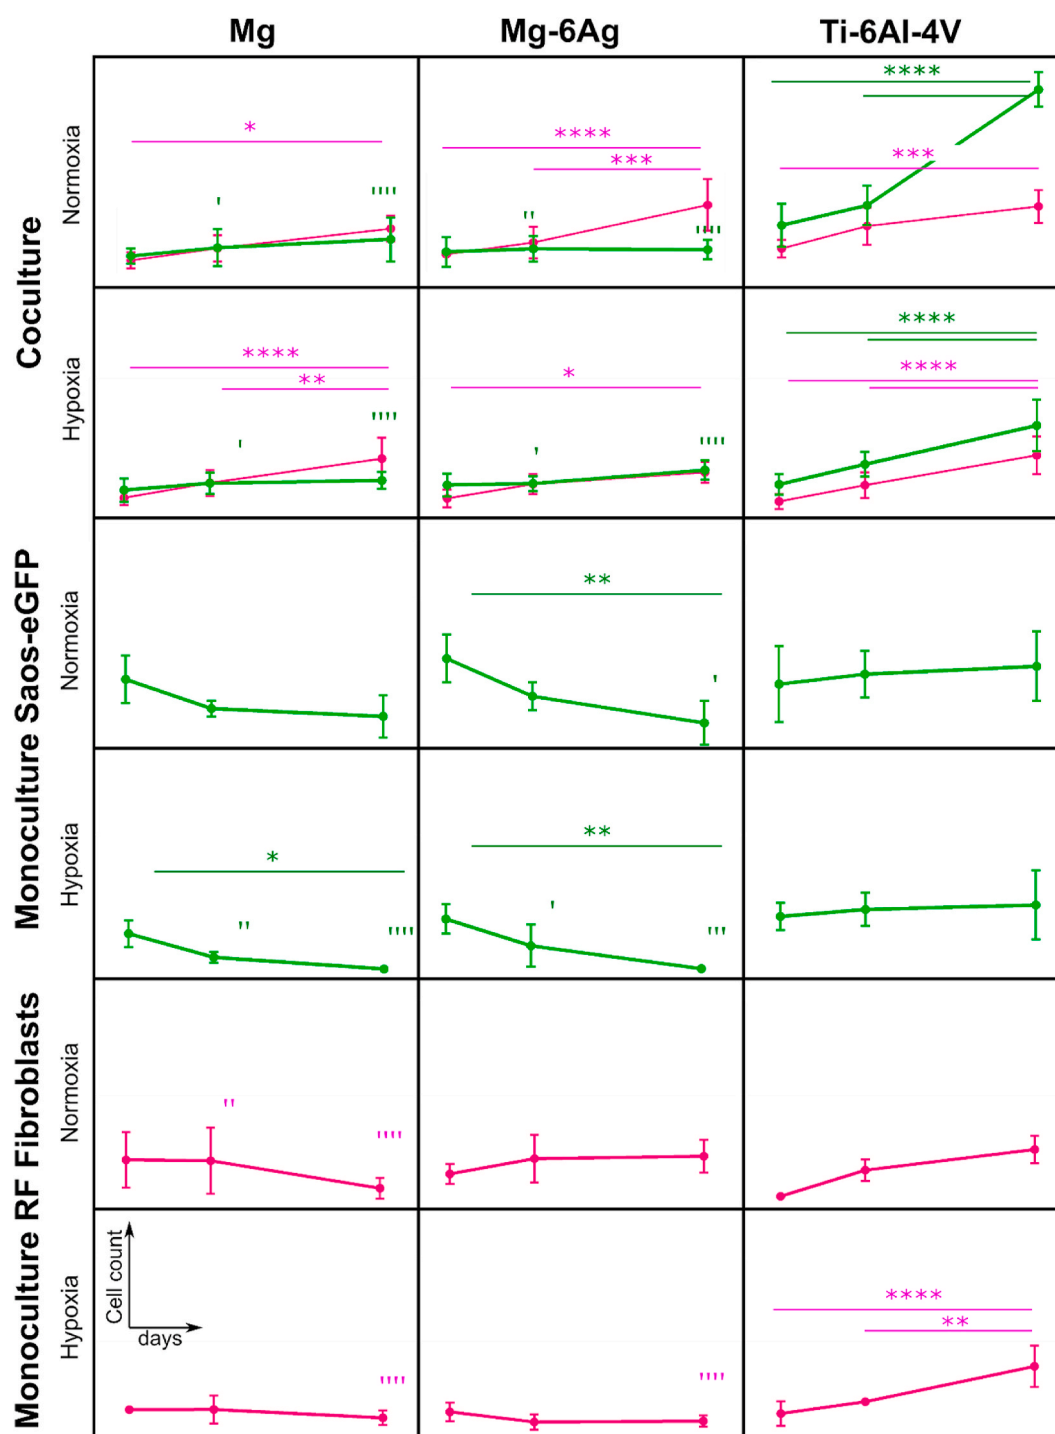 Mg Mg-6Ag Ti-6Al-4V
Coculture
Normoxia
* **** *** **** ***
' '''' '' ''''
Hypoxia
**** ** * **** ****
' '''' ' ''''
Monoculture Saos-eGFP
Normoxia
**
'
Hypoxia
* **
'' '''' ' '''
Monoculture RF Fibroblasts
Normoxia
'' ''''
Hypoxia
Cell count
days
**** **
'''' ''''